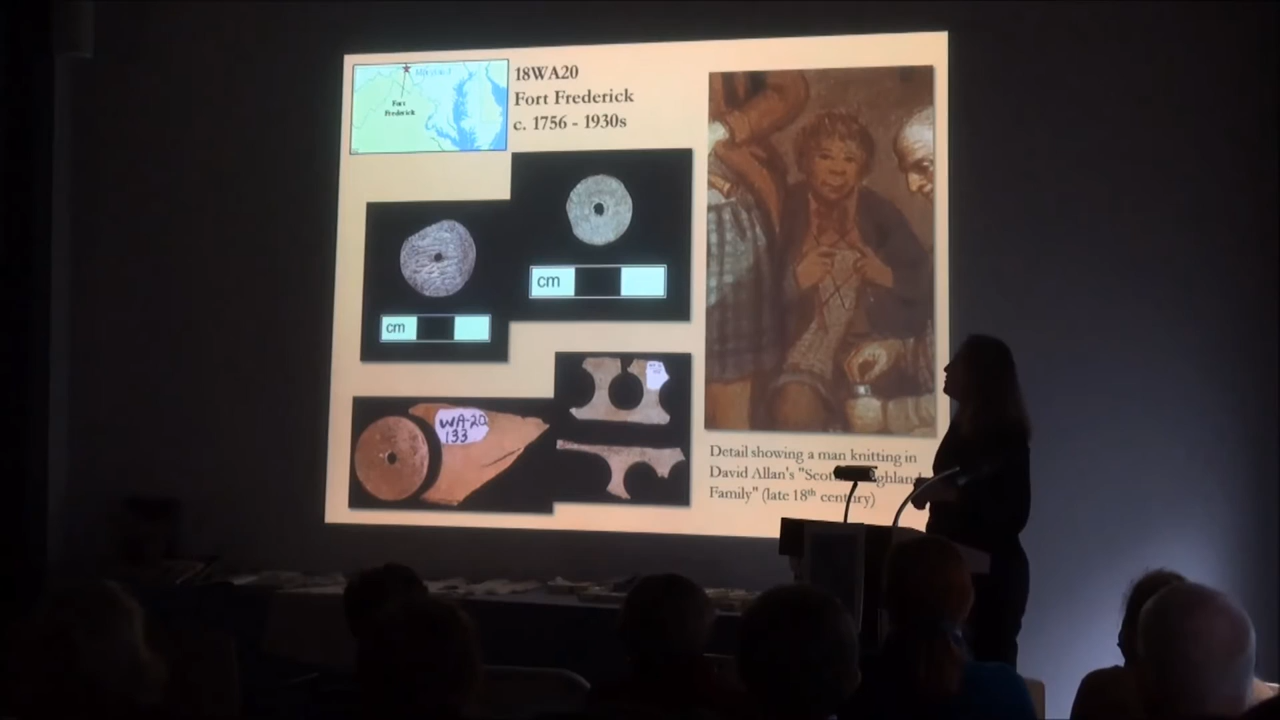 Maryland
Fort
Frederick
18WA20
Fort Frederick
c. 1756 - 1930s
cm
cm
WA-20
133
Detail showing a man knitting in
David Allan's
Family" (late 18th century)